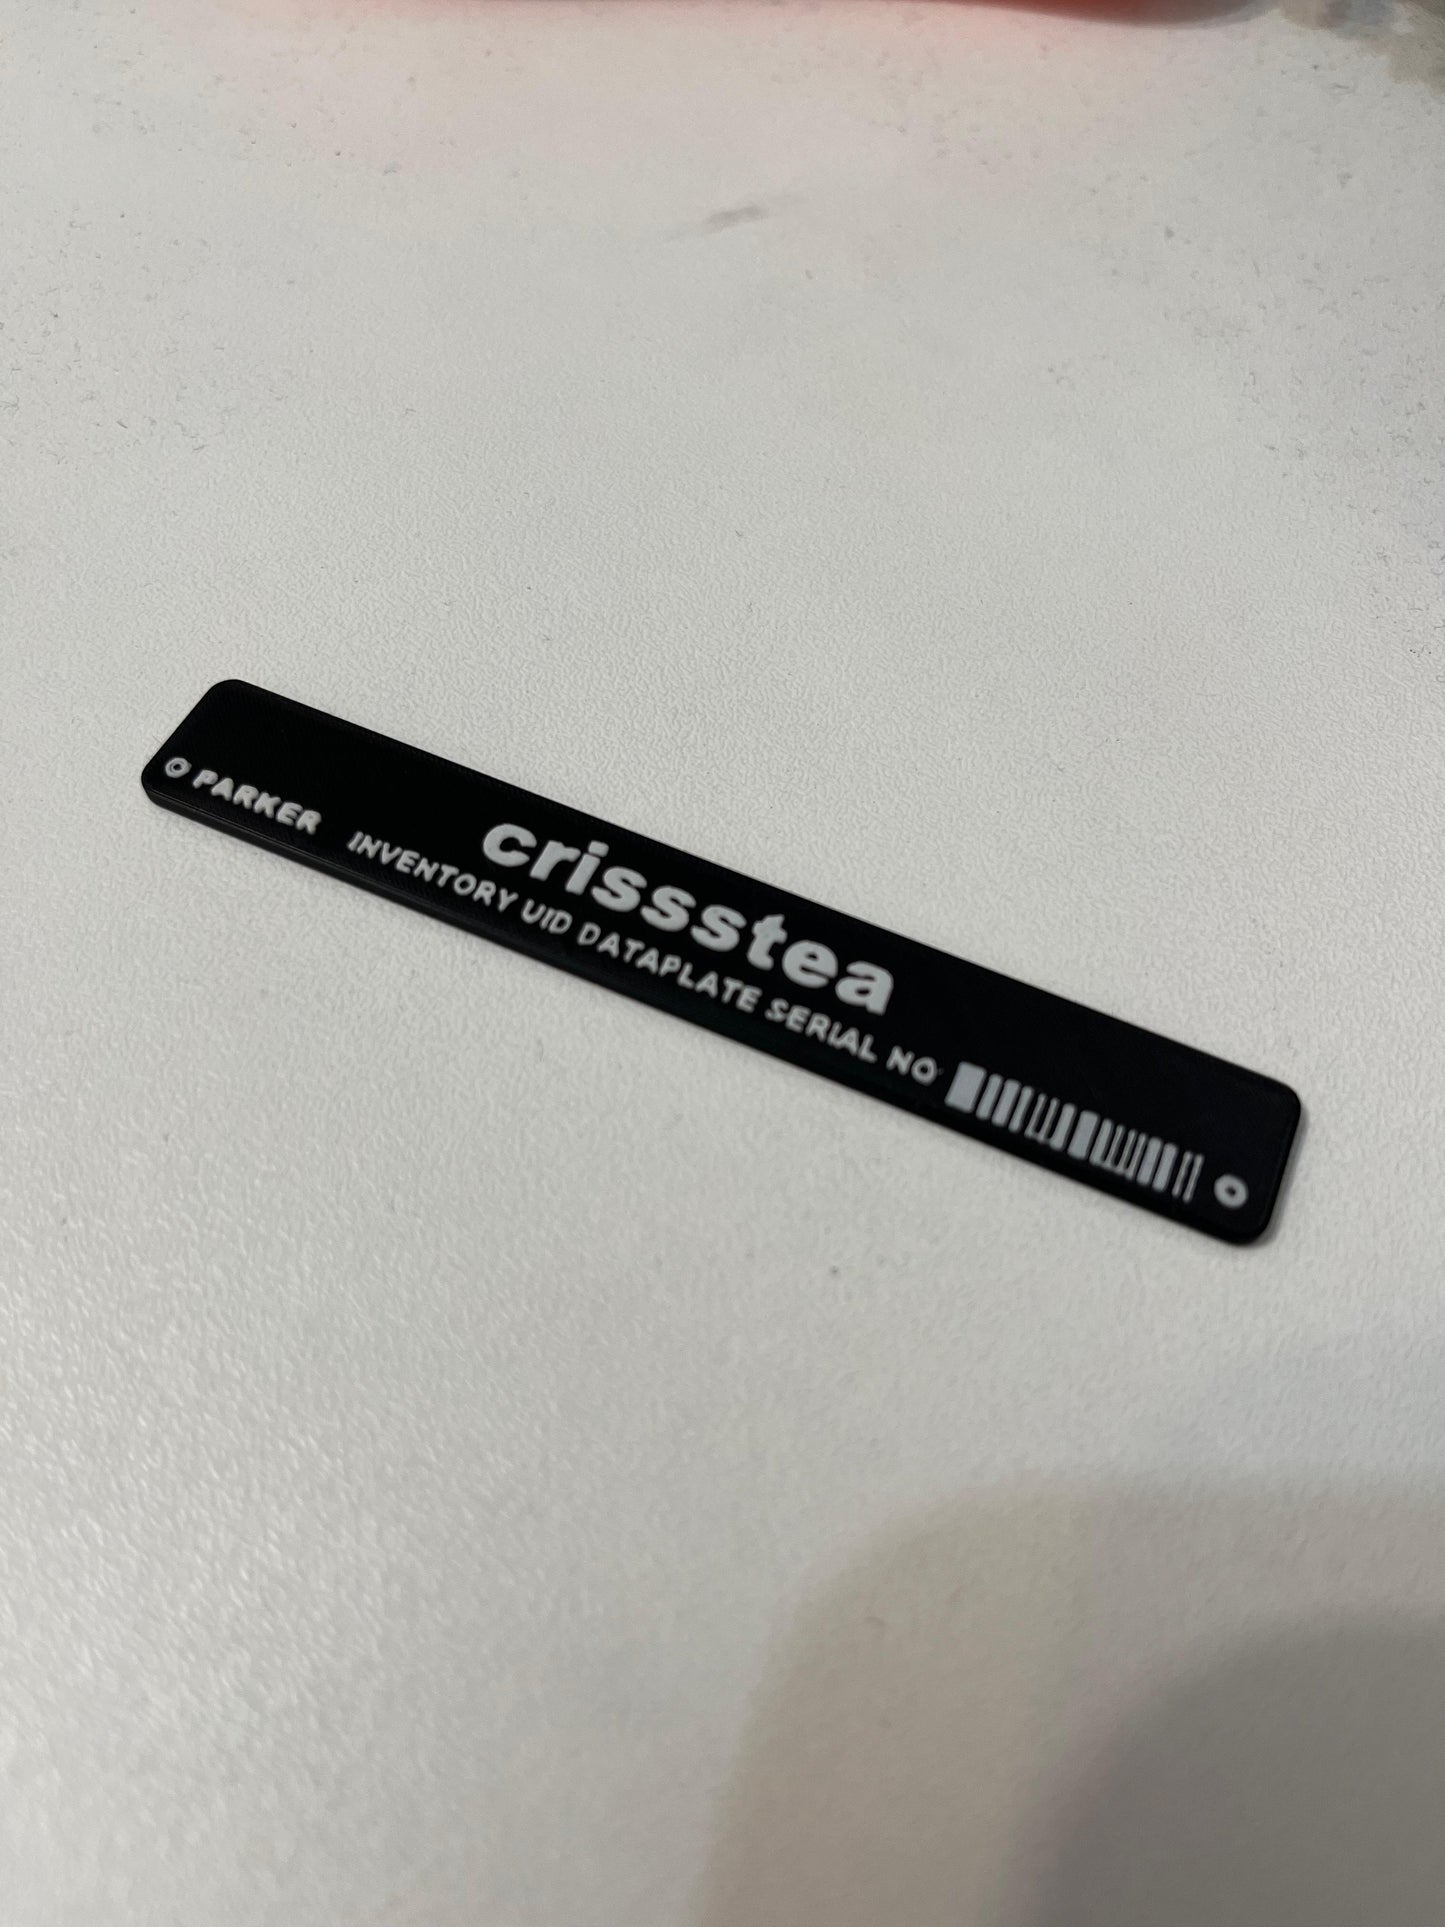 crissstea
PARKER INVENTORY UID DATAPLATE SERIAL NO